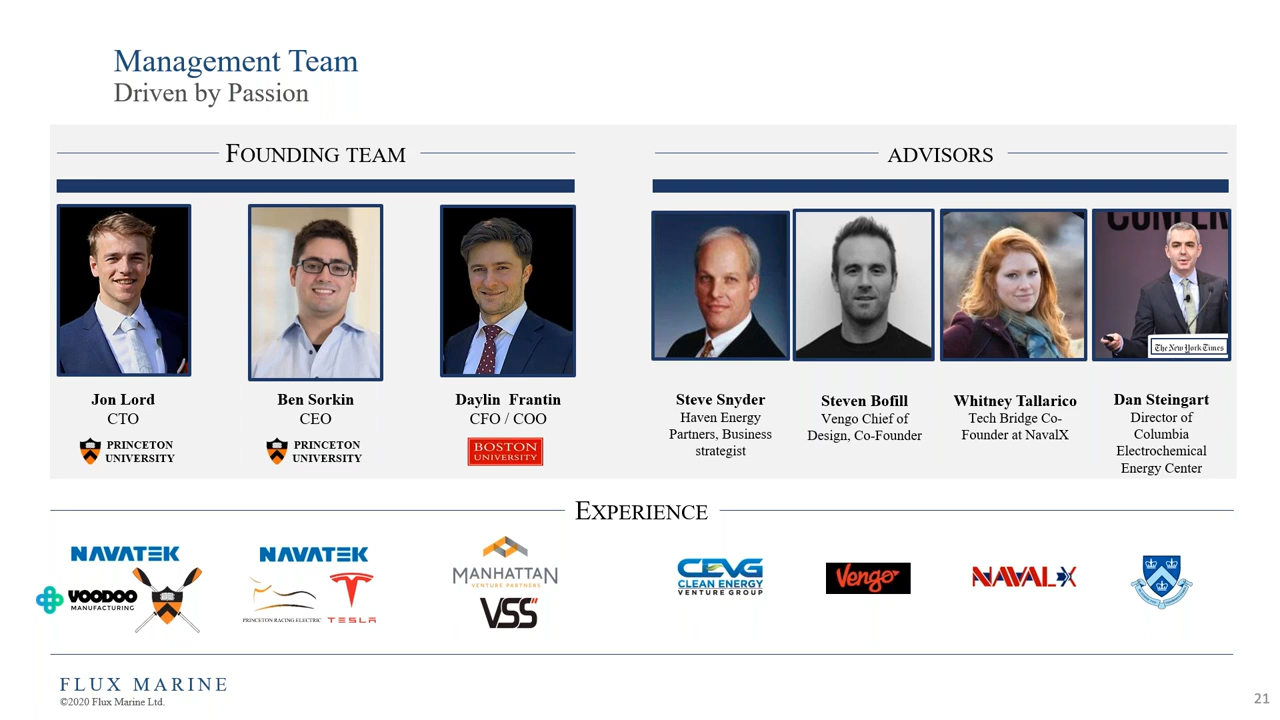 Management Team
Driven by Passion
FOUNDING TEAM
ADVISORS
CONFER
The New York Times
Jon Lord
CTO
PRINCETON
UNIVERSITY
Ben Sorkin
CEO
PRINCETON
UNIVERSITY
Daylin Frantin
CFO / COO
BOSTON
UNIVERSITY
Steve Snyder
Haven Energy
Partners, Business
strategist
Steven Bofill
Vengo Chief of
Design, Co-Founder
Whitney Tallarico
Tech Bridge Co-
Founder at NavalX
Dan Steingart
Director of
Columbia
Electrochemical
Energy Center
EXPERIENCE
NAVATEK
VOODOO
MANUFACTURING
NAVATEK
PRINCETON RACING ELECTRIC
TESLA
MANHATTAN
VENTURE PARTNERS
VSS
CEVG
CLEAN ENERGY
VENTURE GROUP
Vengo
NAVALX
FLUX MARINE
©2020 Flux Marine Ltd.
21